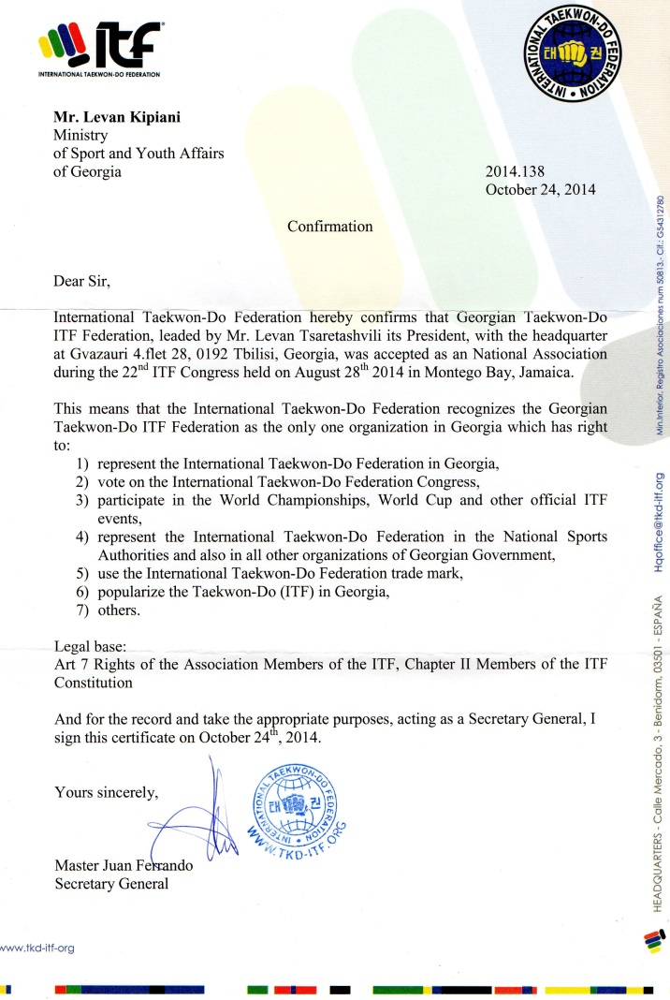 ITF
INTERNATIONAL TAEKWON-DO FEDERATION
INTERNATIONAL TAEKWON-DO FEDERATION
태 권
Mr. Levan Kipiani
Ministry
of Sport and Youth Affairs
of Georgia
2014.138
October 24, 2014
Confirmation
Dear Sir,
International Taekwon-Do Federation hereby confirms that Georgian Taekwon-Do
ITF Federation, leaded by Mr. Levan Tsaretashvili its President, with the headquarter
at Gvazauri 4.flet 28, 0192 Tbilisi, Georgia, was accepted as an National Association
during the 22nd ITF Congress held on August 28th 2014 in Montego Bay, Jamaica.
This means that the International Taekwon-Do Federation recognizes the Georgian
Taekwon-Do ITF Federation as the only one organization in Georgia which has right
to:
1) represent the International Taekwon-Do Federation in Georgia,
2) vote on the International Taekwon-Do Federation Congress,
3) participate in the World Championships, World Cup and other official ITF
events,
4) represent the International Taekwon-Do Federation in the National Sports
Authorities and also in all other organizations of Georgian Government,
5) use the International Taekwon-Do Federation trade mark,
6) popularize the Taekwon-Do (ITF) in Georgia,
7) others.
Legal base:
Art 7 Rights of the Association Members of the ITF, Chapter II Members of the ITF
Constitution
And for the record and take the appropriate purposes, acting as a Secretary General, I
sign this certificate on October 24th, 2014.
Yours sincerely,
INTERNATIONAL TAEKWON-DO FEDERATION
태 권
WWW.TKD-ITF.ORG
Master Juan Ferrando
Secretary General
www.tkd-itf-org
HEADQUARTERS - Calle Mercado, 3 - Benidorm, 03501 - ESPAÑA Hqoffice@tkd-itf.org Min.Interior, Registro Asociaciones num 50813.- Cif.: G54312780